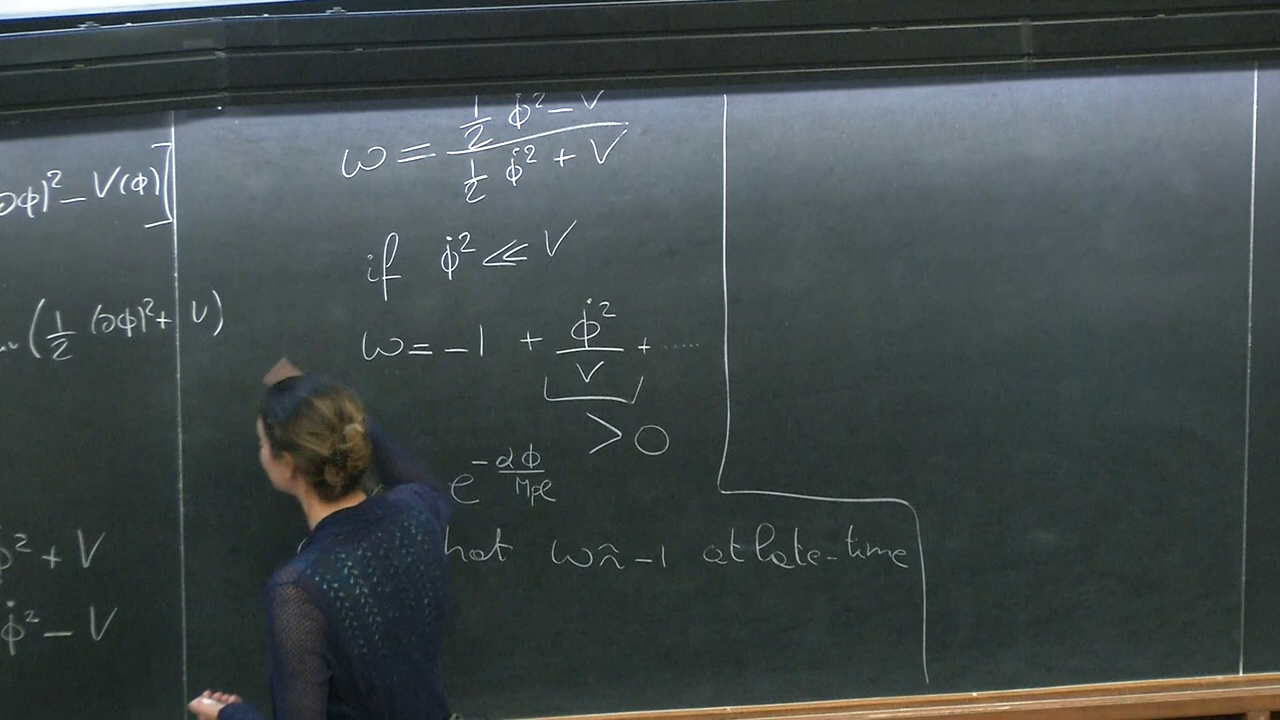 ∂φ)² − V(φ)]
(1/2 (∂φ)² + V)
φ̇² + V
φ̇² − V
ω = (1/2 φ̇² − V)/(1/2 φ̇² + V)
if φ̇² ≪ V
ω = −1 + φ̇²/V + .....
> 0
e^(−αφ/Mpl)
hat ω ≈ −1 at late-time